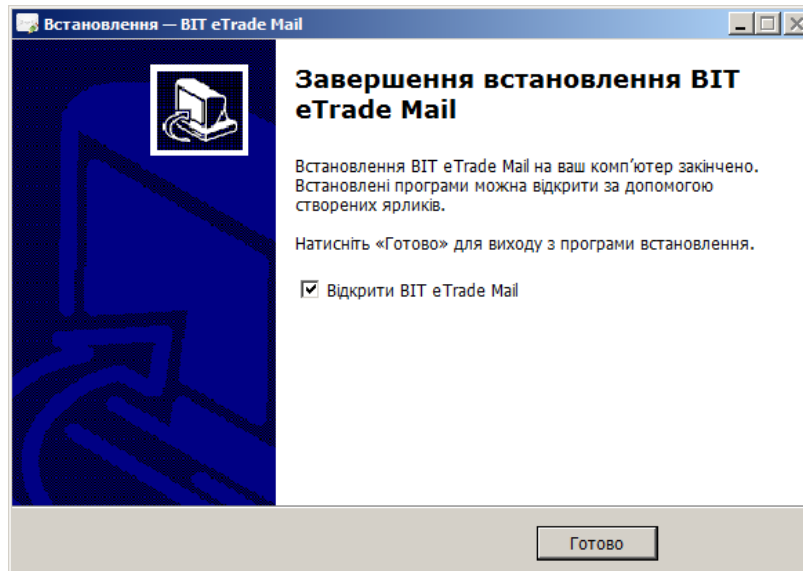 Встановлення — BIT eTrade Mail
Завершення встановлення BIT
eTrade Mail
Встановлення BIT eTrade Mail на ваш комп’ютер закінчено.
Встановлені програми можна відкрити за допомогою
створених ярликів.
Натисніть «Готово» для виходу з програми встановлення.
Відкрити BIT eTrade Mail
Готово